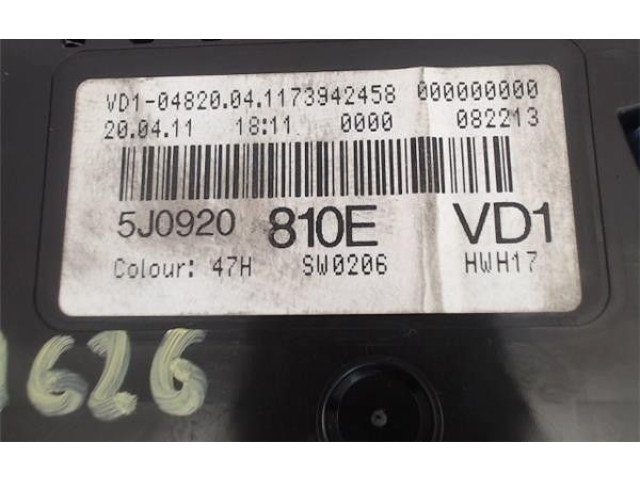 VD1-04820.04.1173942458 000000000
20.04.11 18:11 0000 082213
5J0920 810E VD1
Colour: 47H SW0206 HWH17
626